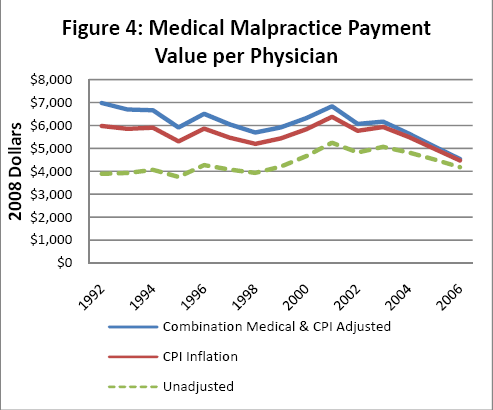 Figure 4: Medical Malpractice Payment
Value per Physician
2008 Dollars
$8,000
$7,000
$6,000
$5,000
$4,000
$3,000
$2,000
$1,000
$0
1992
1994
1996
1998
2000
2002
2004
2006
Combination Medical & CPI Adjusted
CPI Inflation
Unadjusted